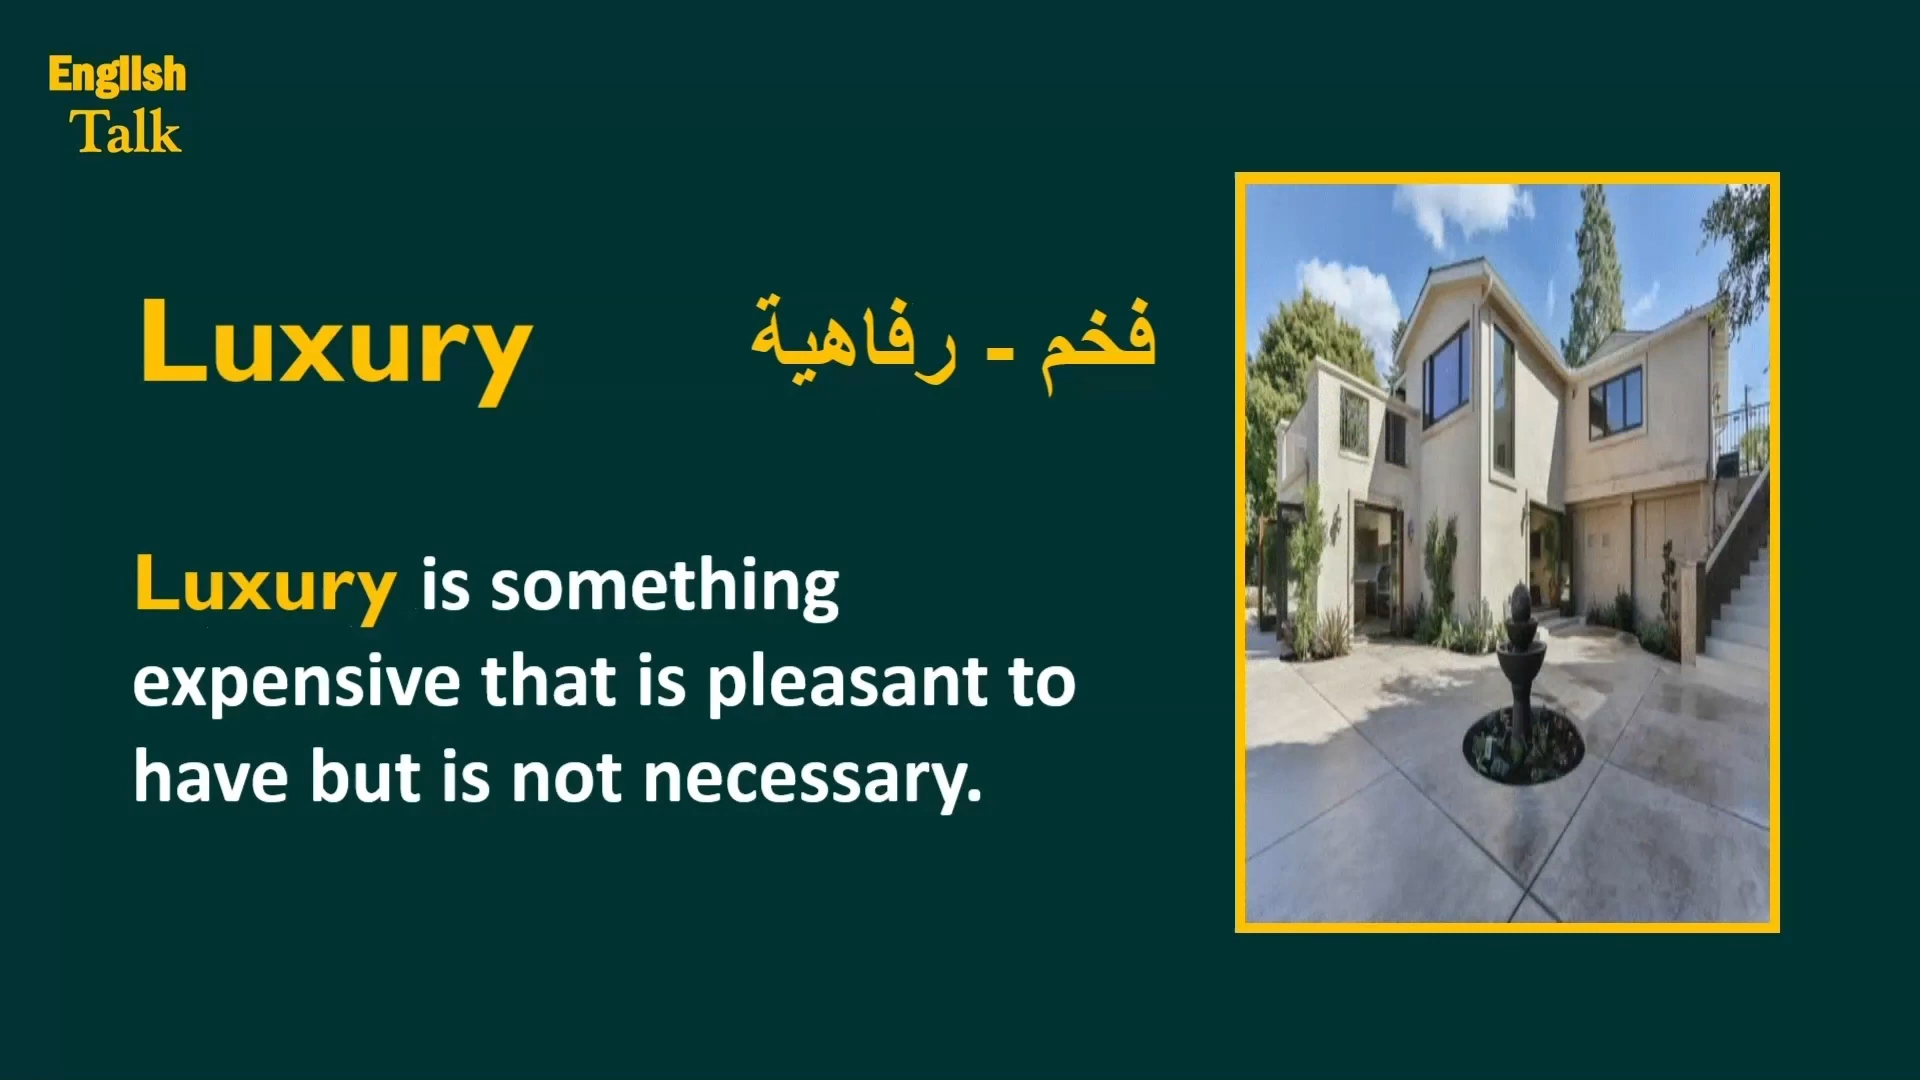 English
Talk
Luxury
فخم - رفاهية
Luxury is something
expensive that is pleasant to
have but is not necessary.